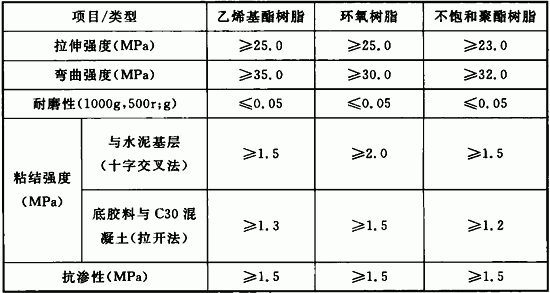 项目/类型 乙烯基酯树脂 环氧树脂 不饱和聚酯树脂
拉伸强度(MPa) ≥25.0 ≥25.0 ≥23.0
弯曲强度(MPa) ≥35.0 ≥30.0 ≥32.0
耐磨性(1000g,500r;g) ≤0.05 ≤0.05 ≤0.05
粘结强度
(MPa)
与水泥基层
(十字交叉法)
≥1.5 ≥2.0 ≥1.5
底胶料与C30混
凝土(拉开法)
≥1.3 ≥1.5 ≥1.2
抗渗性(MPa) ≥1.5 ≥1.5 ≥1.5